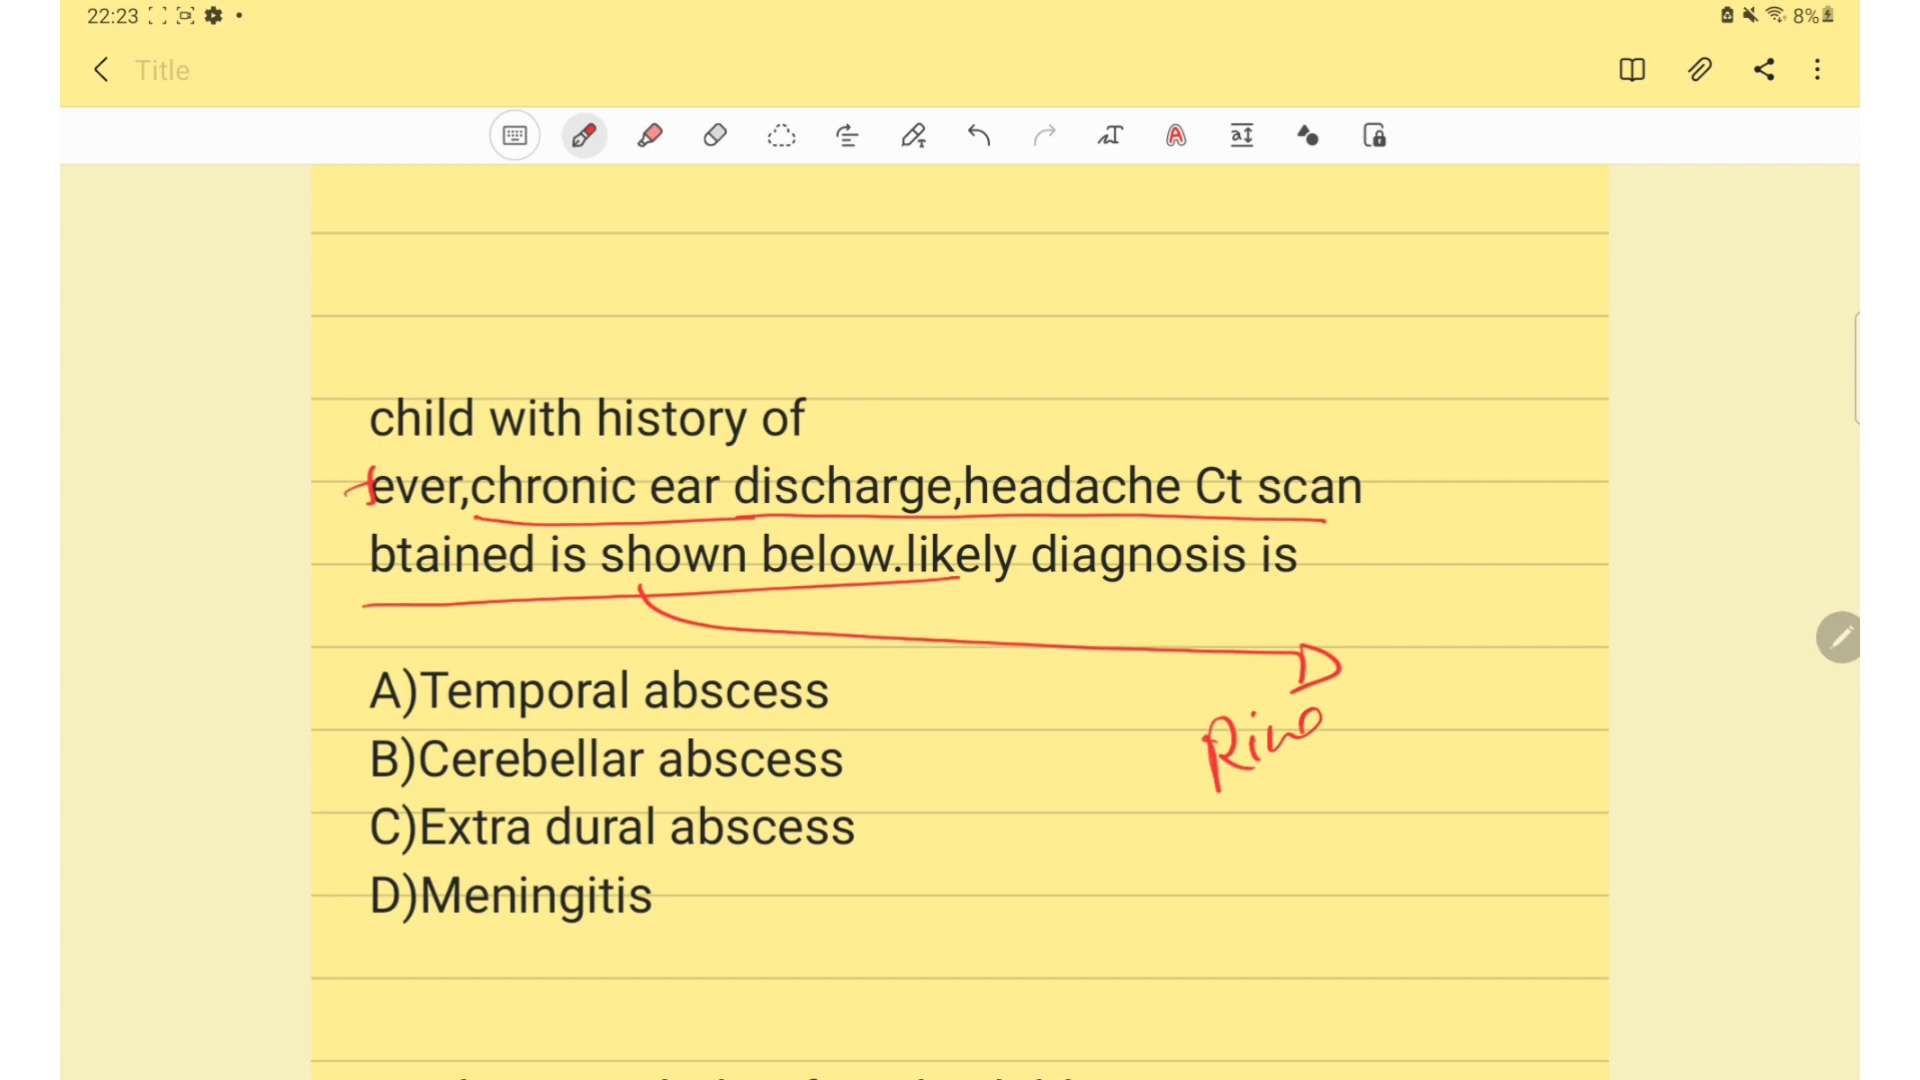 22:23
8%
Title
child with history of
fever,chronic ear discharge,headache Ct scan
btained is shown below.likely diagnosis is
A)Temporal abscess
B)Cerebellar abscess
C)Extra dural abscess
D)Meningitis